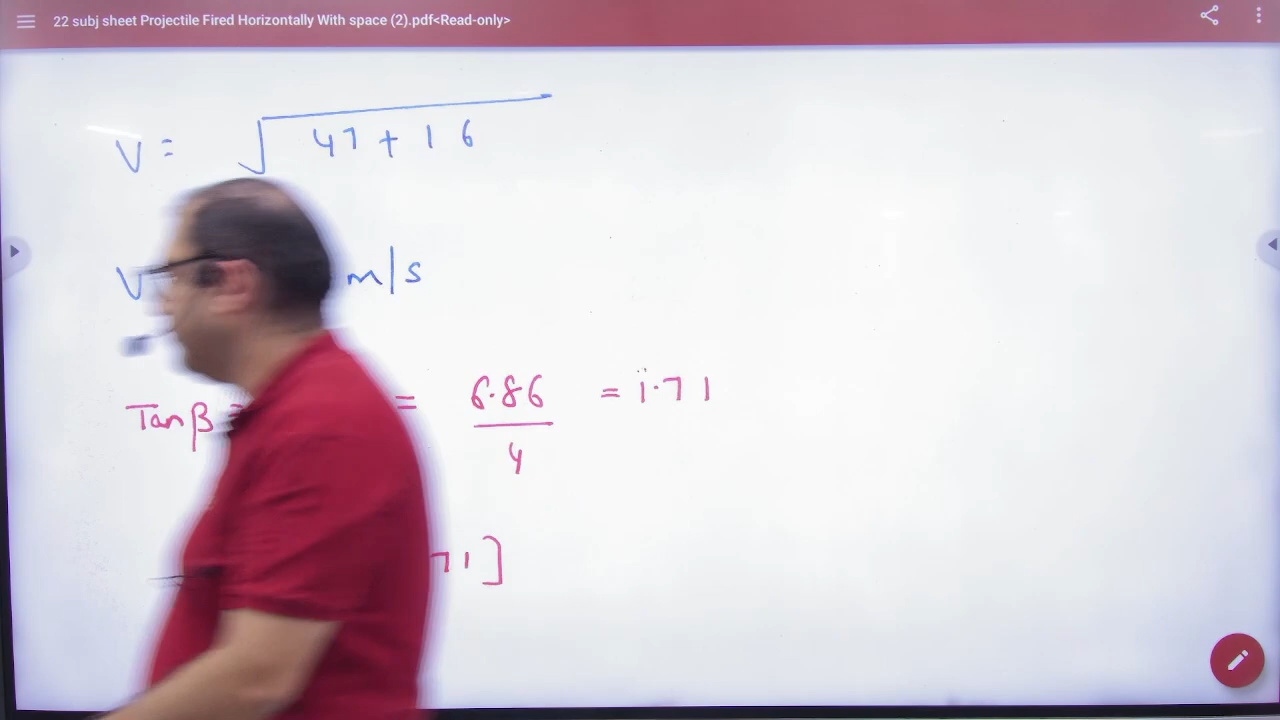 22 subj sheet Projectile Fired Horizontally With space (2).pdf<Read-only>
V = √47 + 16
V m/s
Tanβ = = 6.86/4 = 1.71
71]